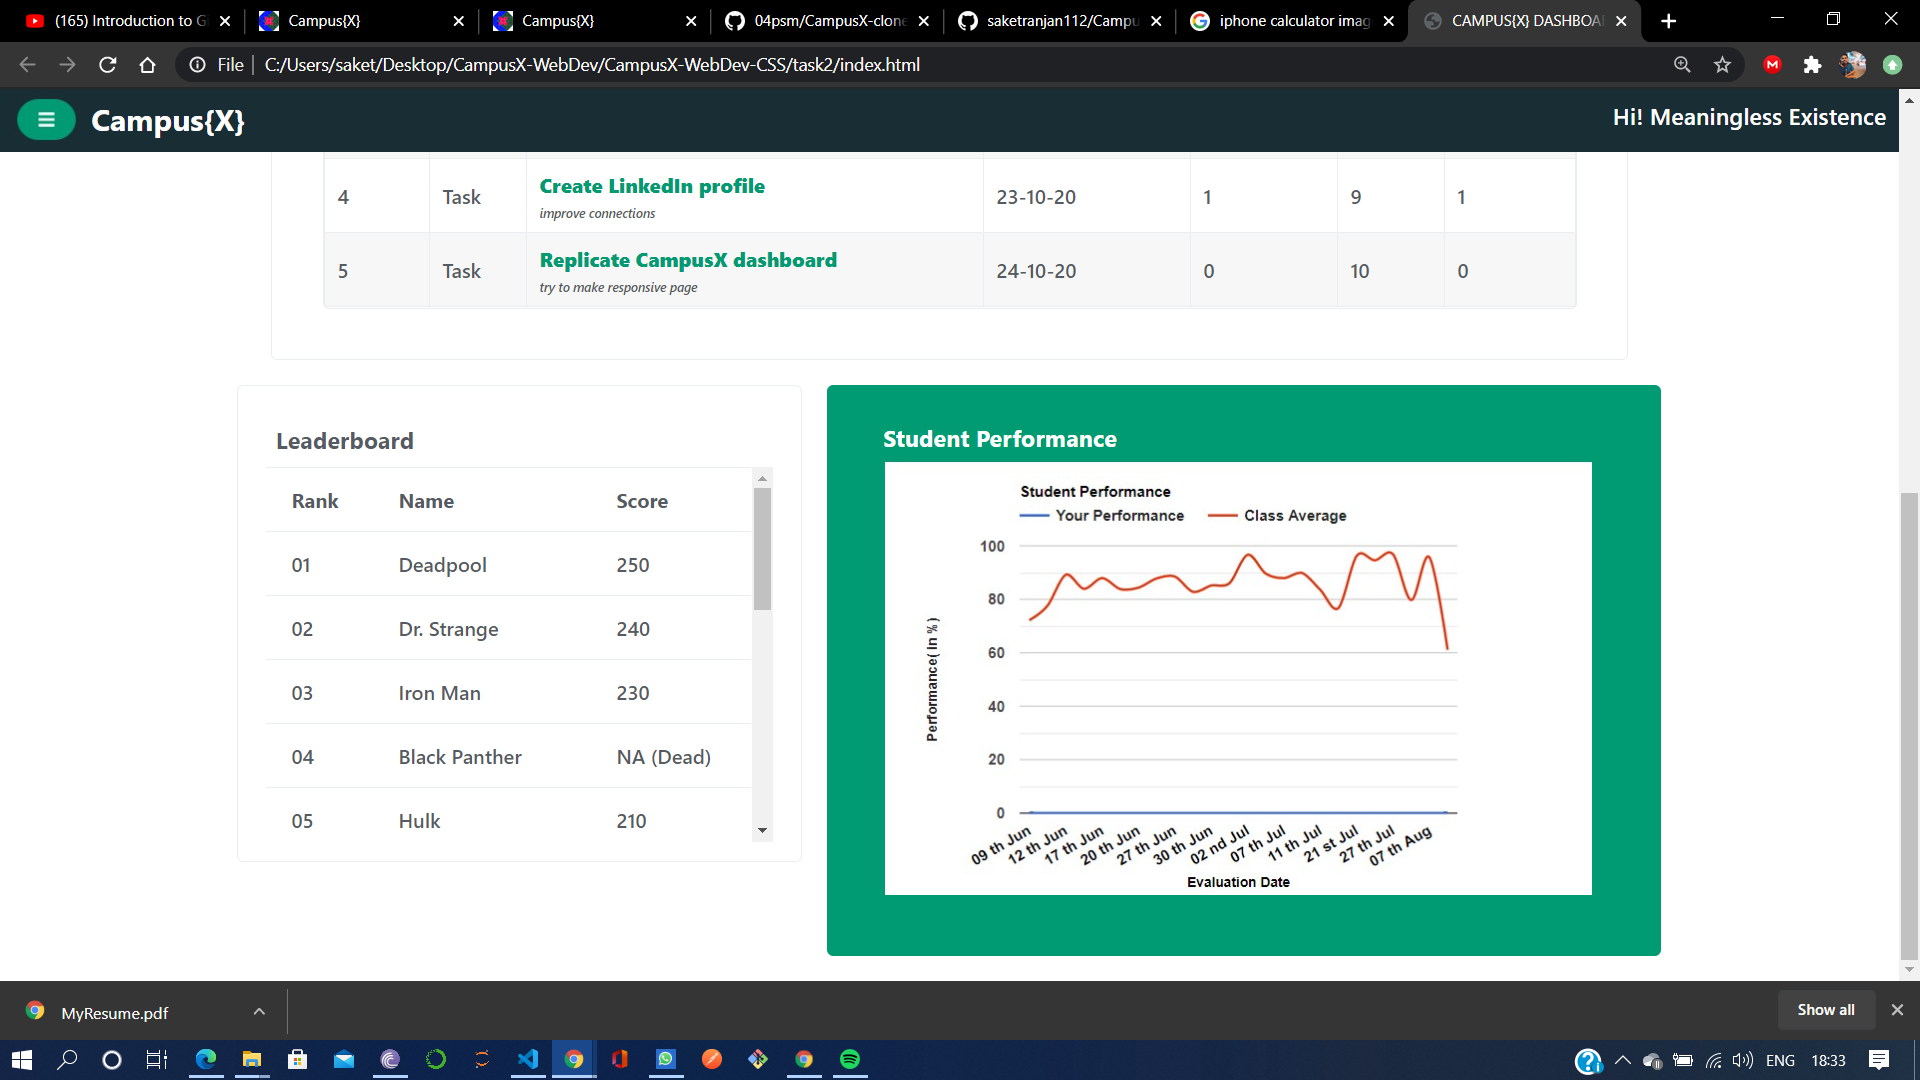 (165) Introduction to G
Campus{X}
Campus{X}
04psm/CampusX-clone
saketranjan112/Campu
iphone calculator imag
CAMPUS{X} DASHBOA
File
C:/Users/saket/Desktop/CampusX-WebDev/CampusX-WebDev-CSS/task2/index.html
Campus{X}
Hi! Meaningless Existence
4 Task Create LinkedIn profile 23-10-20 1 9 1
improve connections
5 Task Replicate CampusX dashboard 24-10-20 0 10 0
try to make responsive page
Leaderboard
Rank Name Score
01 Deadpool 250
02 Dr. Strange 240
03 Iron Man 230
04 Black Panther NA (Dead)
05 Hulk 210
Student Performance
Student Performance
Your Performance Class Average
100
80
60
40
20
0
Performance( In %)
09 th Jun
12 th Jun
17 th Jun
20 th Jun
27 th Jun
30 th Jun
02 nd Jul
07 th Jul
11 th Jul
21 st Jul
27 th Jul
07 th Aug
Evaluation Date
MyResume.pdf
Show all
ENG
18:33